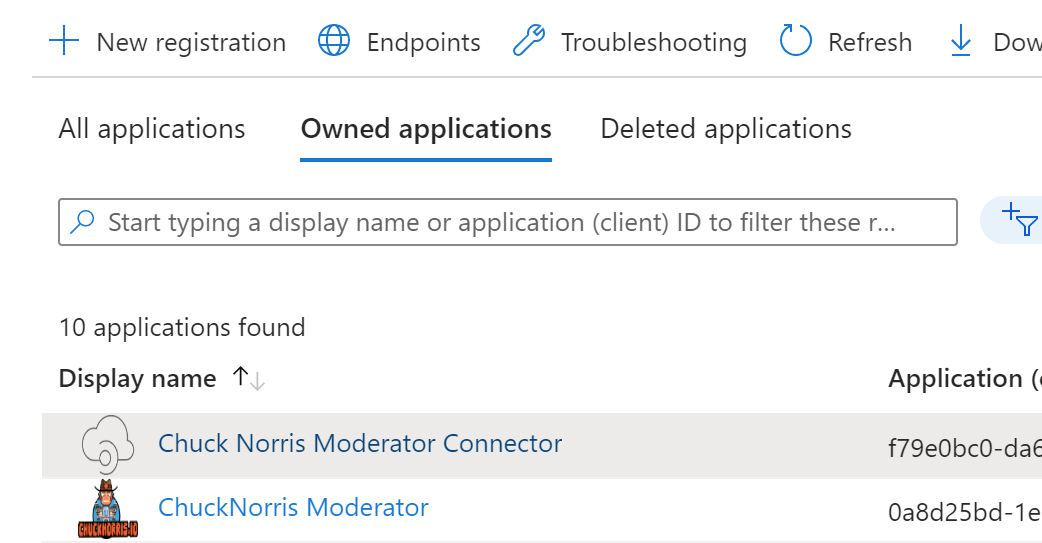 New registration Endpoints Troubleshooting Refresh Dow
All applications Owned applications Deleted applications
Start typing a display name or application (client) ID to filter these r...
10 applications found
Display name Application (c
Chuck Norris Moderator Connector f79e0bc0-da6
CHUCKNORRIS.IO
ChuckNorris Moderator 0a8d25bd-1e